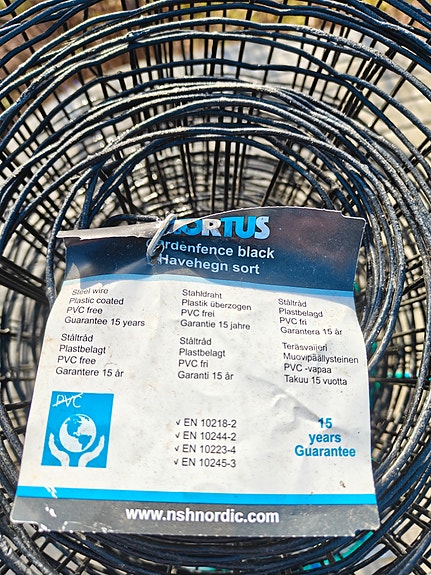 HORTUS
Gardenfence black
Havehegn sort
Steel wire
Plastic coated
PVC free
Guarantee 15 years
Stahldraht
Plastik überzogen
PVC frei
Garantie 15 jahre
Ståltråd
Plastbelagd
PVC fri
Garantera 15 år
Ståltråd
Plastbelagt
PVC free
Garantere 15 år
Ståltråd
Plastbelagt
PVC fri
Garanti 15 år
Teräsvaijeri
Muovipäällysteinen
PVC -vapaa
Takuu 15 vuotta
PVC
√ EN 10218-2
√ EN 10244-2
√ EN 10223-4
√ EN 10245-3
15
years
Guarantee
www.nshnordic.com